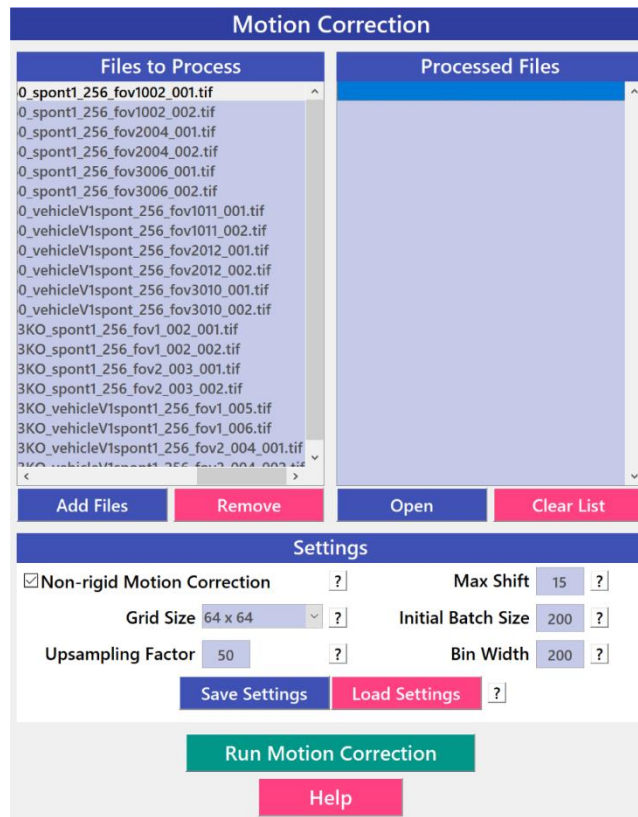 Motion Correction
Files to Process
0_spont1_256_fov1002_001.tif
0_spont1_256_fov1002_002.tif
0_spont1_256_fov2004_001.tif
0_spont1_256_fov2004_002.tif
0_spont1_256_fov3006_001.tif
0_spont1_256_fov3006_002.tif
0_vehicleV1spont_256_fov1011_001.tif
0_vehicleV1spont_256_fov1011_002.tif
0_vehicleV1spont_256_fov2012_001.tif
0_vehicleV1spont_256_fov2012_002.tif
0_vehicleV1spont_256_fov3010_001.tif
0_vehicleV1spont_256_fov3010_002.tif
3KO_spont1_256_fov1_002_001.tif
3KO_spont1_256_fov1_002_002.tif
3KO_spont1_256_fov2_003_001.tif
3KO_spont1_256_fov2_003_002.tif
3KO_vehicleV1spont1_256_fov1_005.tif
3KO_vehicleV1spont1_256_fov1_006.tif
3KO_vehicleV1spont1_256_fov2_004_001.tif
3KO_vehicleV1spont1_256_fov2_004_002.tif
Add Files Remove
Processed Files
Open Clear List
Settings
Non-rigid Motion Correction ? Max Shift 15 ?
Grid Size 64 x 64 ? Initial Batch Size 200 ?
Upsampling Factor 50 ? Bin Width 200 ?
Save Settings Load Settings ?
Run Motion Correction
Help